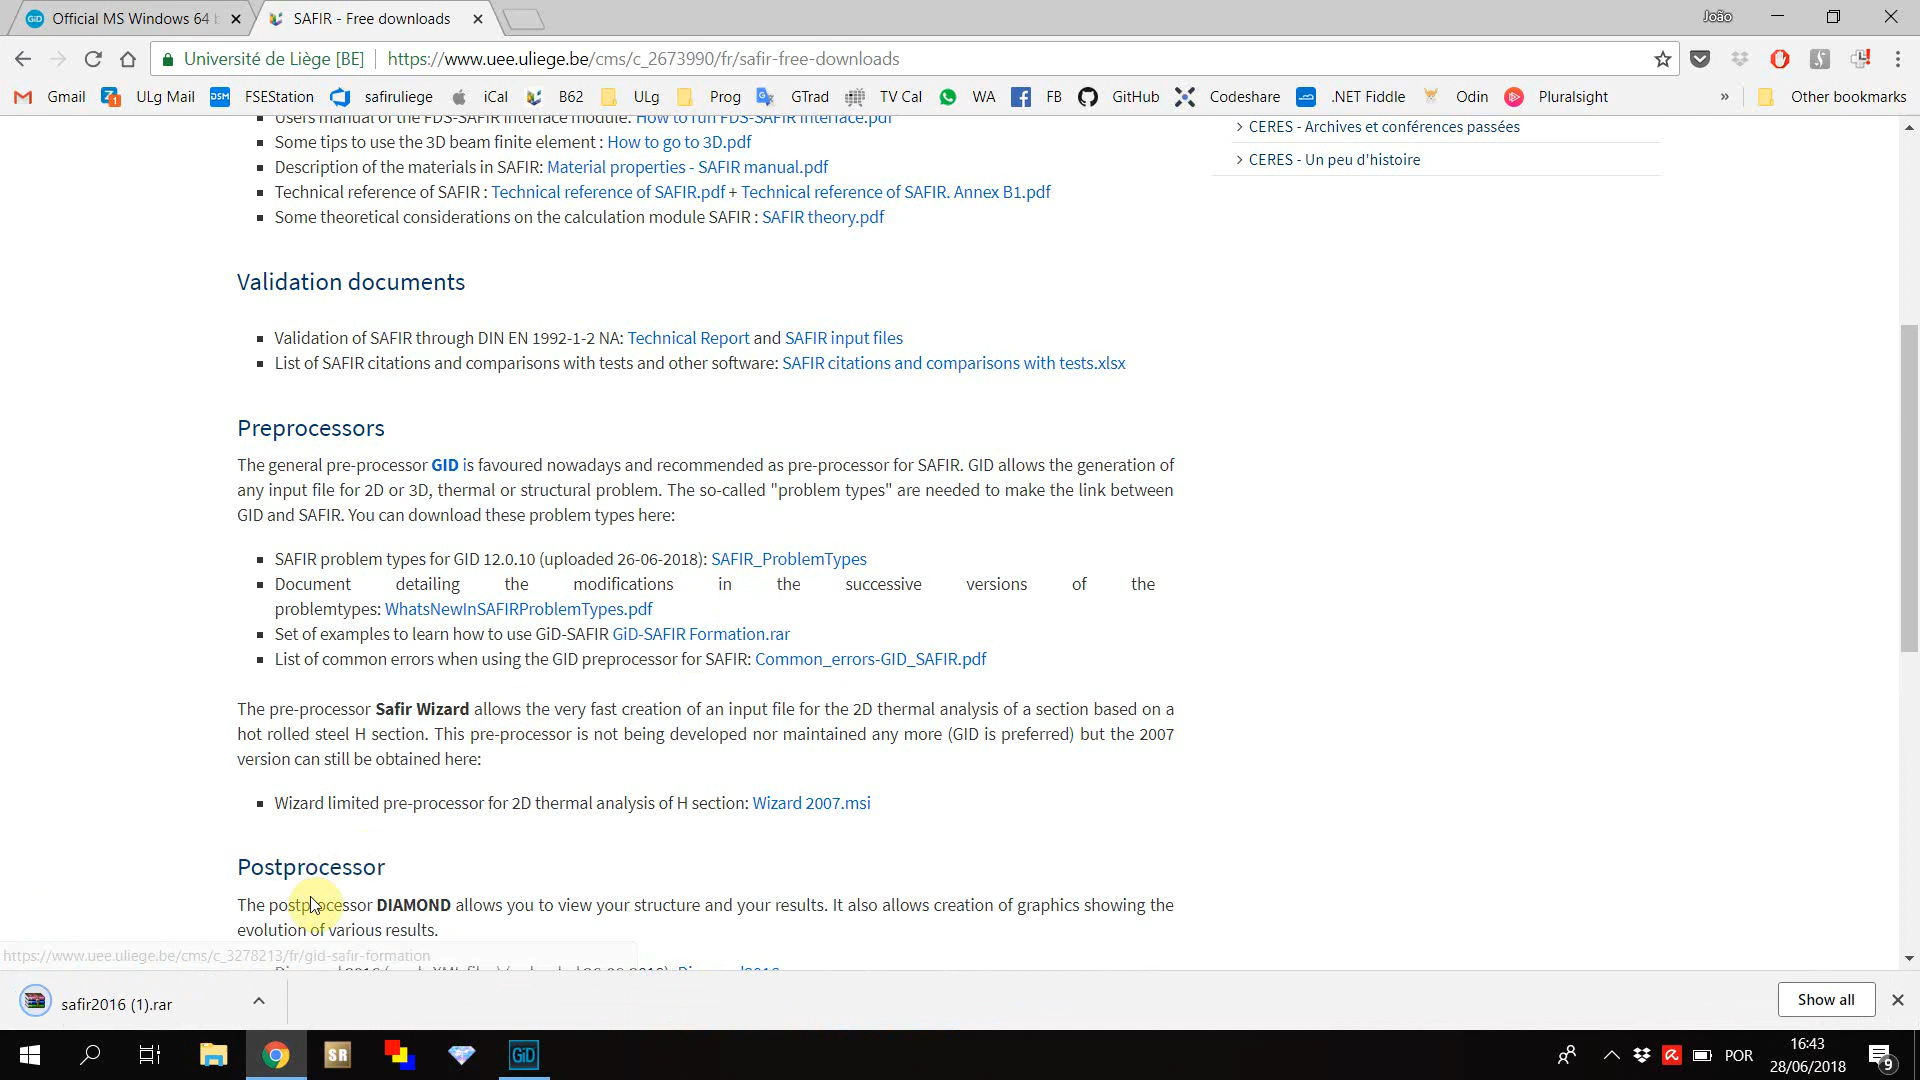 Official MS Windows 64
SAFIR - Free downloads
João
Université de Liège [BE]
https://www.uee.uliege.be/cms/c_2673990/fr/safir-free-downloads
Gmail
ULg Mail
FSEStation
safiruliege
iCal
B62
ULg
Prog
GTrad
TV Cal
WA
FB
GitHub
Codeshare
.NET Fiddle
Odin
Pluralsight
»
Other bookmarks
Users manual of the FDS-SAFIR interface module: How to run FDS-SAFIR interface.pdf
Some tips to use the 3D beam finite element : How to go to 3D.pdf
Description of the materials in SAFIR: Material properties - SAFIR manual.pdf
Technical reference of SAFIR : Technical reference of SAFIR.pdf + Technical reference of SAFIR. Annex B1.pdf
Some theoretical considerations on the calculation module SAFIR : SAFIR theory.pdf
CERES - Archives et conférences passées
CERES - Un peu d'histoire
Validation documents
Validation of SAFIR through DIN EN 1992-1-2 NA: Technical Report and SAFIR input files
List of SAFIR citations and comparisons with tests and other software: SAFIR citations and comparisons with tests.xlsx
Preprocessors
The general pre-processor GID is favoured nowadays and recommended as pre-processor for SAFIR. GID allows the generation of
any input file for 2D or 3D, thermal or structural problem. The so-called "problem types" are needed to make the link between
GID and SAFIR. You can download these problem types here:
SAFIR problem types for GID 12.0.10 (uploaded 26-06-2018): SAFIR_ProblemTypes
Document detailing the modifications in the successive versions of the
problemtypes: WhatsNewInSAFIRProblemTypes.pdf
Set of examples to learn how to use GiD-SAFIR GiD-SAFIR Formation.rar
List of common errors when using the GID preprocessor for SAFIR: Common_errors-GID_SAFIR.pdf
The pre-processor Safir Wizard allows the very fast creation of an input file for the 2D thermal analysis of a section based on a
hot rolled steel H section. This pre-processor is not being developed nor maintained any more (GID is preferred) but the 2007
version can still be obtained here:
Wizard limited pre-processor for 2D thermal analysis of H section: Wizard 2007.msi
Postprocessor
The postprocessor DIAMOND allows you to view your structure and your results. It also allows creation of graphics showing the
evolution of various results.
https://www.uee.uliege.be/cms/c_3278213/fr/gid-safir-formation
safir2016 (1).rar
Show all
SR
GiD
POR
16:43
28/06/2018
9